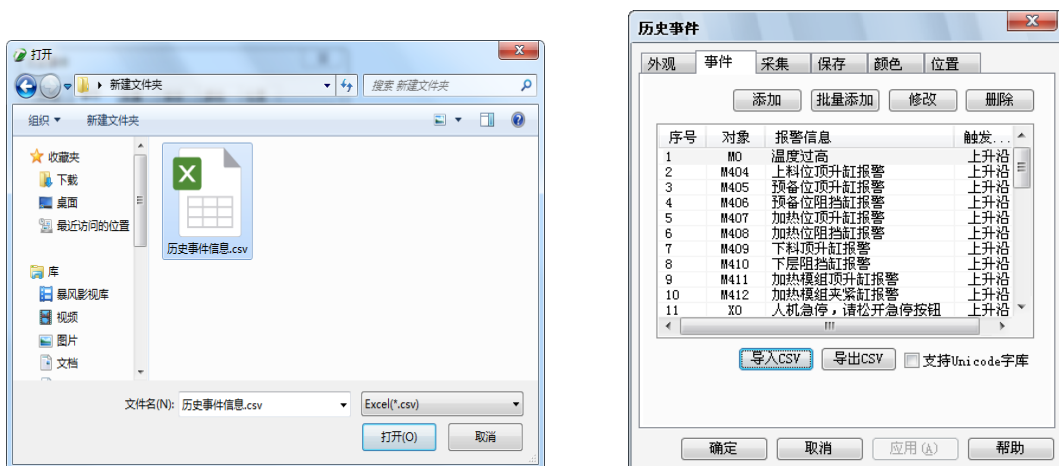 打开
新建文件夹
搜索 新建文件夹
组织
新建文件夹
收藏夹
下载
桌面
最近访问的位置
库
暴风影视库
视频
图片
文档
历史事件信息.csv
文件名(N):
历史事件信息.csv
Excel(*.csv)
打开(O)
取消
历史事件
外观 事件 采集 保存 颜色 位置
添加 批量添加 修改 删除
序号 对象 报警信息 触发...
1 M0 温度过高 上升沿
2 M404 上料位顶升缸报警 上升沿
3 M405 预备位顶升缸报警 上升沿
4 M406 预备位阻挡缸报警 上升沿
5 M407 加热位顶升缸报警 上升沿
6 M408 加热位阻挡缸报警 上升沿
7 M409 下料顶升缸报警 上升沿
8 M410 下层阻挡缸报警 上升沿
9 M411 加热模组顶升缸报警 上升沿
10 M412 加热模组夹紧缸报警 上升沿
11 X0 人机急停，请松开急停按钮 上升沿
导入CSV 导出CSV 支持Unicode字库
确定 取消 应用(A) 帮助